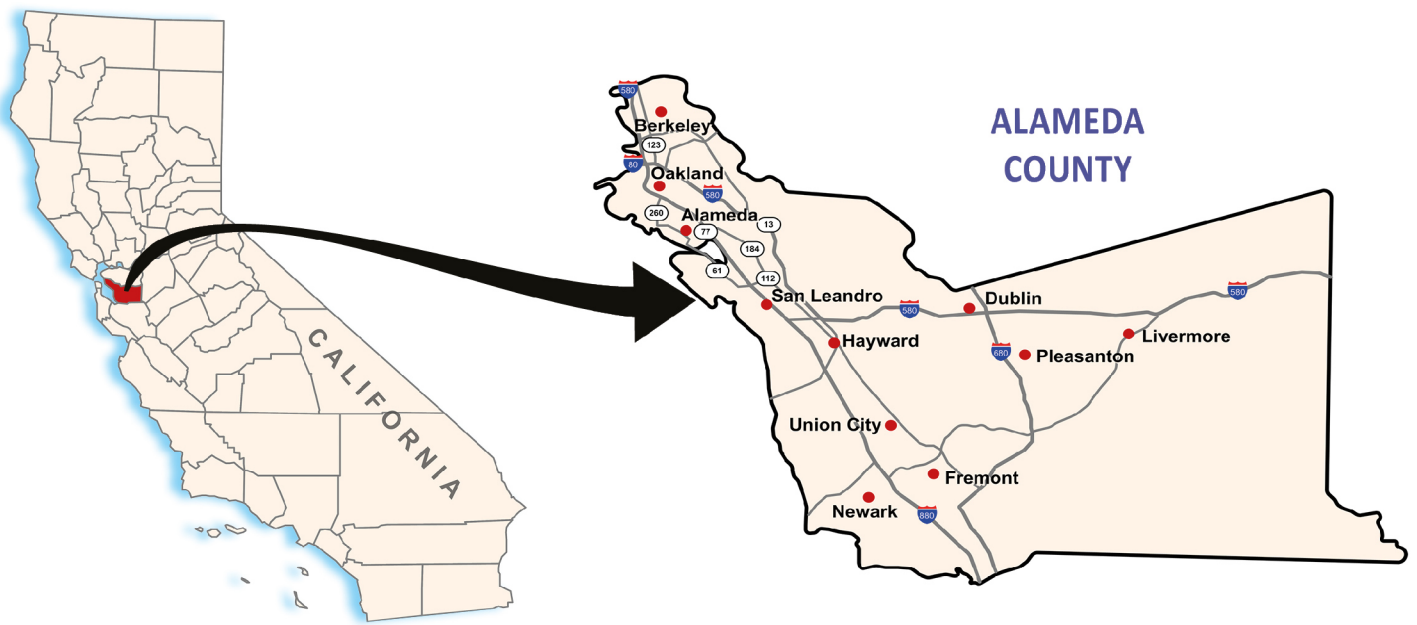 CALIFORNIA
ALAMEDA
COUNTY
580
Berkeley
123
80
Oakland
580
260
Alameda
77
13
184
61
112
San Leandro
580
Dublin
580
Hayward
680
Pleasanton
Livermore
Union City
Fremont
Newark
880